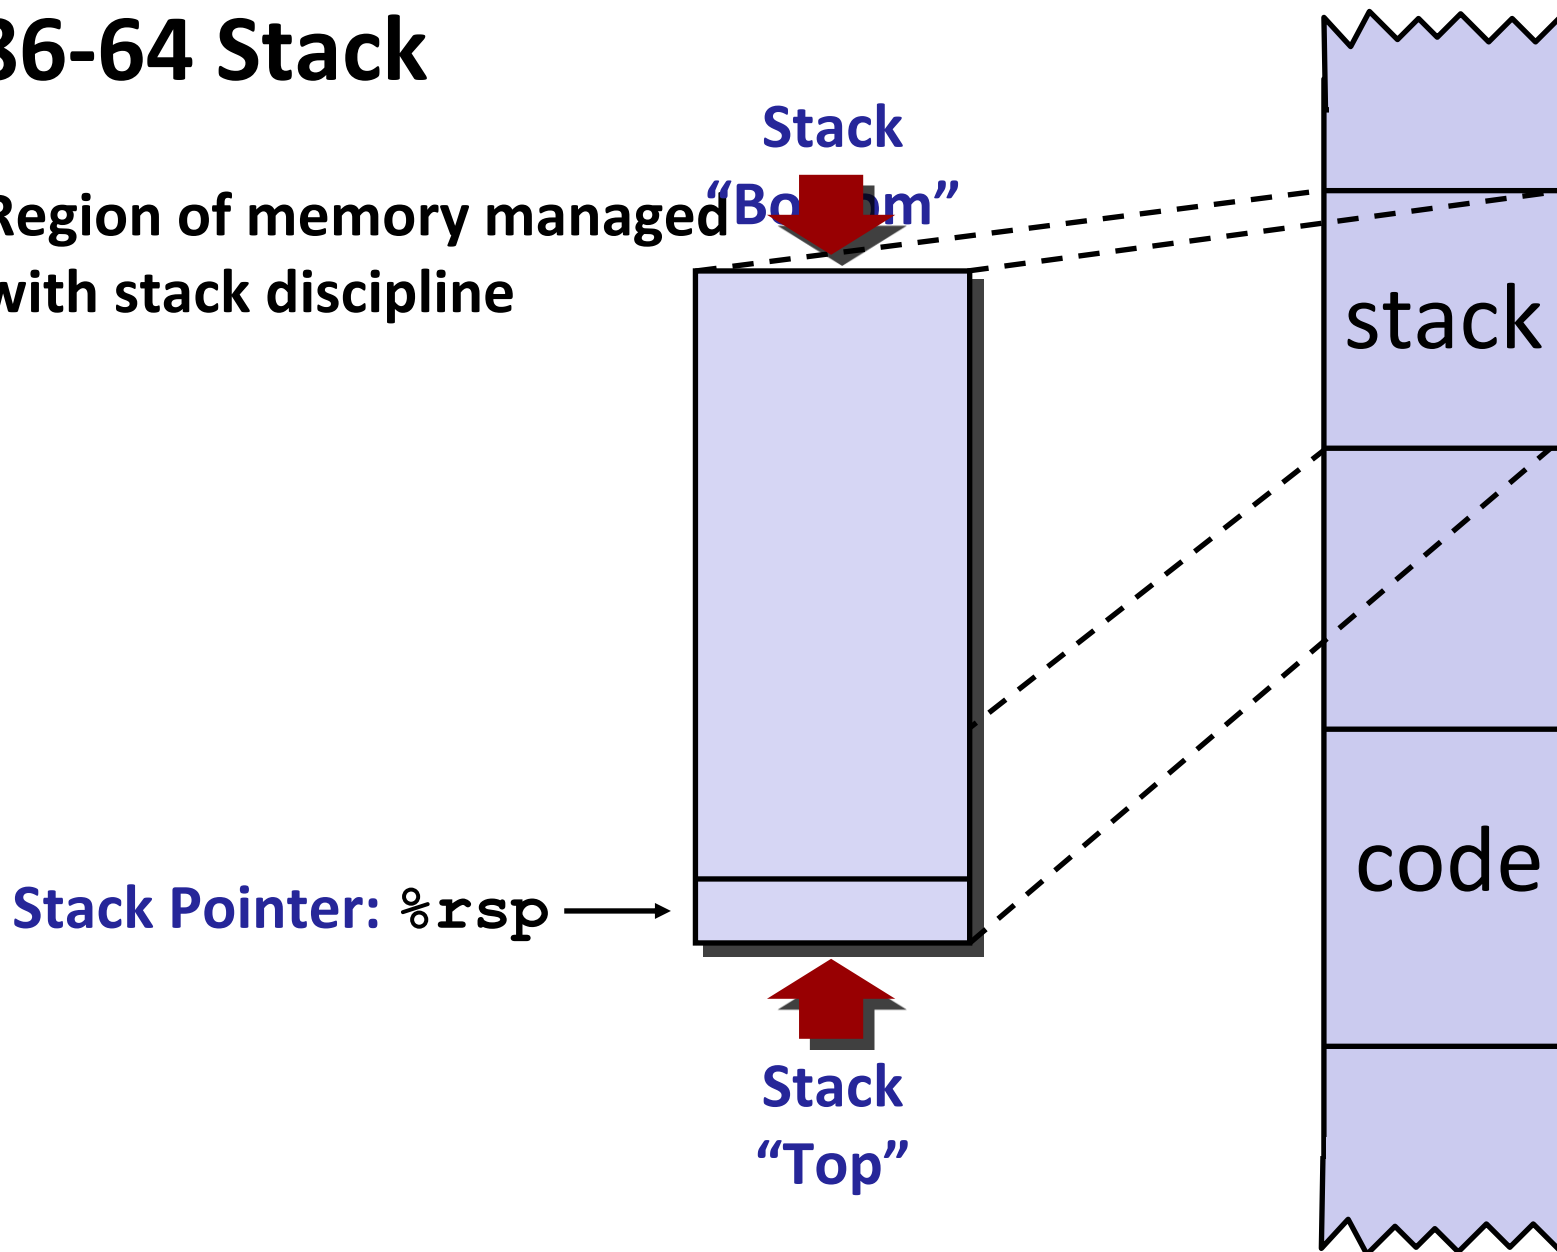 86-64 Stack
Region of memory managed
with stack discipline
Stack
“Bottom”
stack
code
Stack Pointer: %rsp
Stack
“Top”